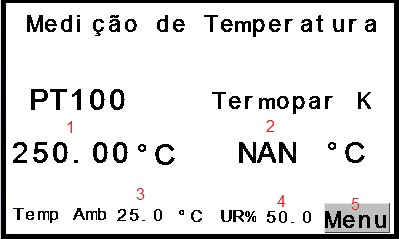 Medição de Temperatura
PT100 Termopar K
1 2
250.00°C NAN °C
3 4 5
Temp Amb 25.0 °C UR% 50.0 Menu